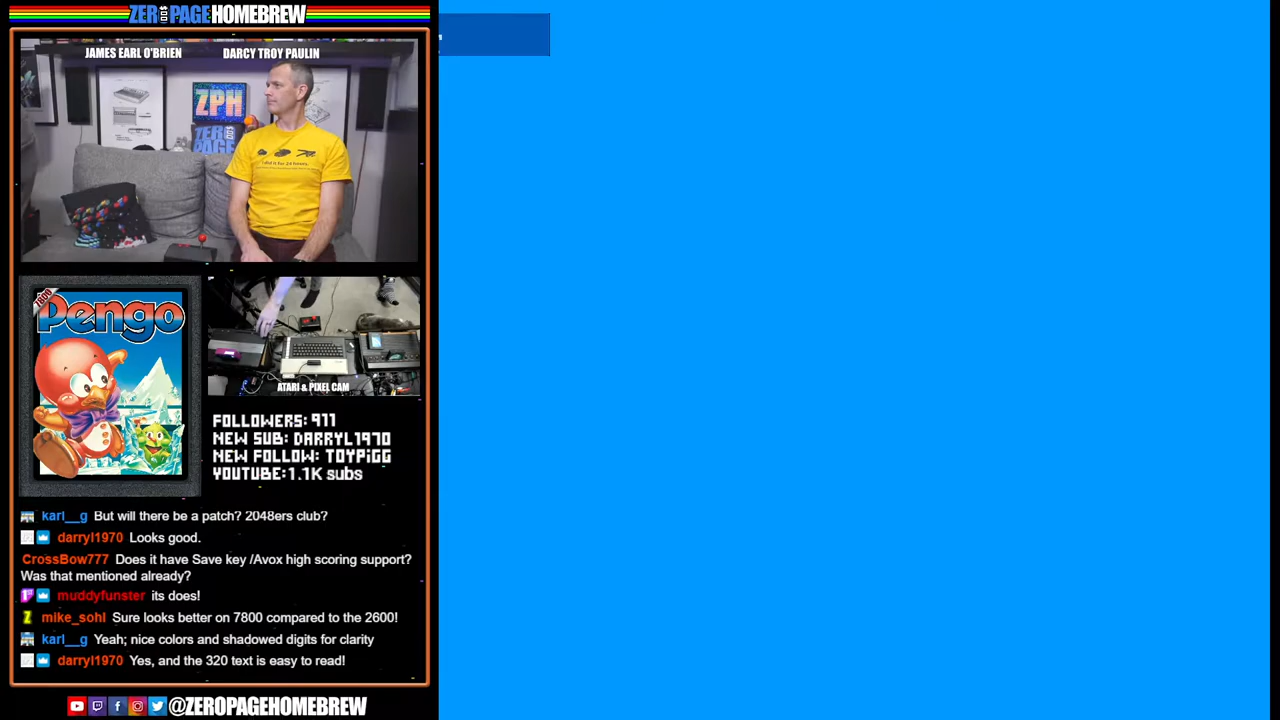 ZEROPAGEHOMEBREW
JAMES EARL O'BRIEN
DARCY TROY PAULIN
ZPH
ZERO
PAGE
7800
Pengo
ATARI & PIXEL CAM
FOLLOWERS: 911
NEW SUB: DARRYL1970
NEW FOLLOW: TOYPIGG
YOUTUBE:1.1K subs
karl__g But will there be a patch? 2048ers club?
darryl1970 Looks good.
CrossBow777 Does it have Save key /Avox high scoring support?
Was that mentioned already?
muddyfunster its does!
mike_sohl Sure looks better on 7800 compared to the 2600!
karl__g Yeah; nice colors and shadowed digits for clarity
darryl1970 Yes, and the 320 text is easy to read!
@ZEROPAGEHOMEBREW